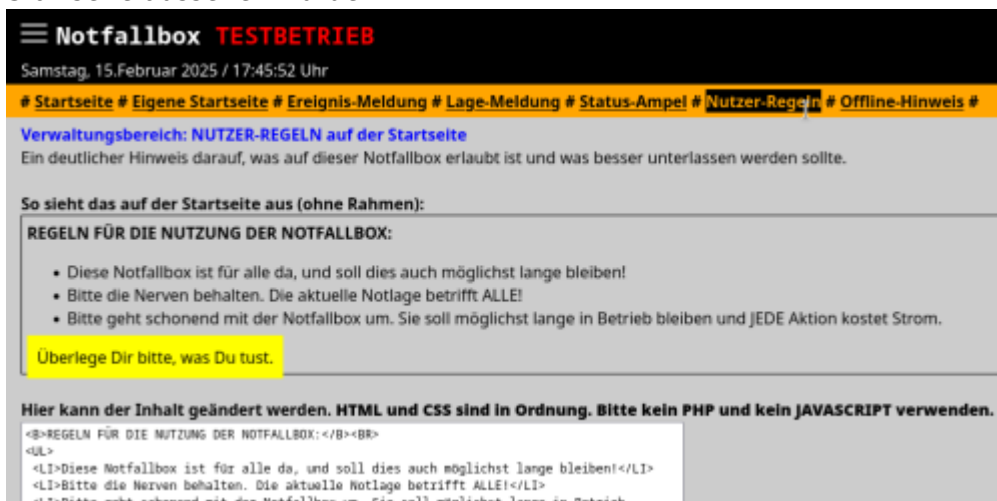 Notfallbox TESTBETRIEB
Samstag, 15.Februar 2025 / 17:45:52 Uhr
# Startseite # Eigene Startseite # Ereignis-Meldung # Lage-Meldung # Status-Ampel # Nutzer-Regeln # Offline-Hinweis #
Verwaltungsbereich: NUTZER-REGELN auf der Startseite
Ein deutlicher Hinweis darauf, was auf dieser Notfallbox erlaubt ist und was besser unterlassen werden sollte.
So sieht das auf der Startseite aus (ohne Rahmen):
REGELN FÜR DIE NUTZUNG DER NOTFALLBOX:
• Diese Notfallbox ist für alle da, und soll dies auch möglichst lange bleiben!
• Bitte die Nerven behalten. Die aktuelle Notlage betrifft ALLE!
• Bitte geht schonend mit der Notfallbox um. Sie soll möglichst lange in Betrieb bleiben und JEDE Aktion kostet Strom.
Überlege Dir bitte, was Du tust.
Hier kann der Inhalt geändert werden. HTML und CSS sind in Ordnung. Bitte kein PHP und kein JAVASCRIPT verwenden.
<B>REGELN FÜR DIE NUTZUNG DER NOTFALLBOX:</B><BR>
<UL>
<LI>Diese Notfallbox ist für alle da, und soll dies auch möglichst lange bleiben!</LI>
<LI>Bitte die Nerven behalten. Die aktuelle Notlage betrifft ALLE!</LI>